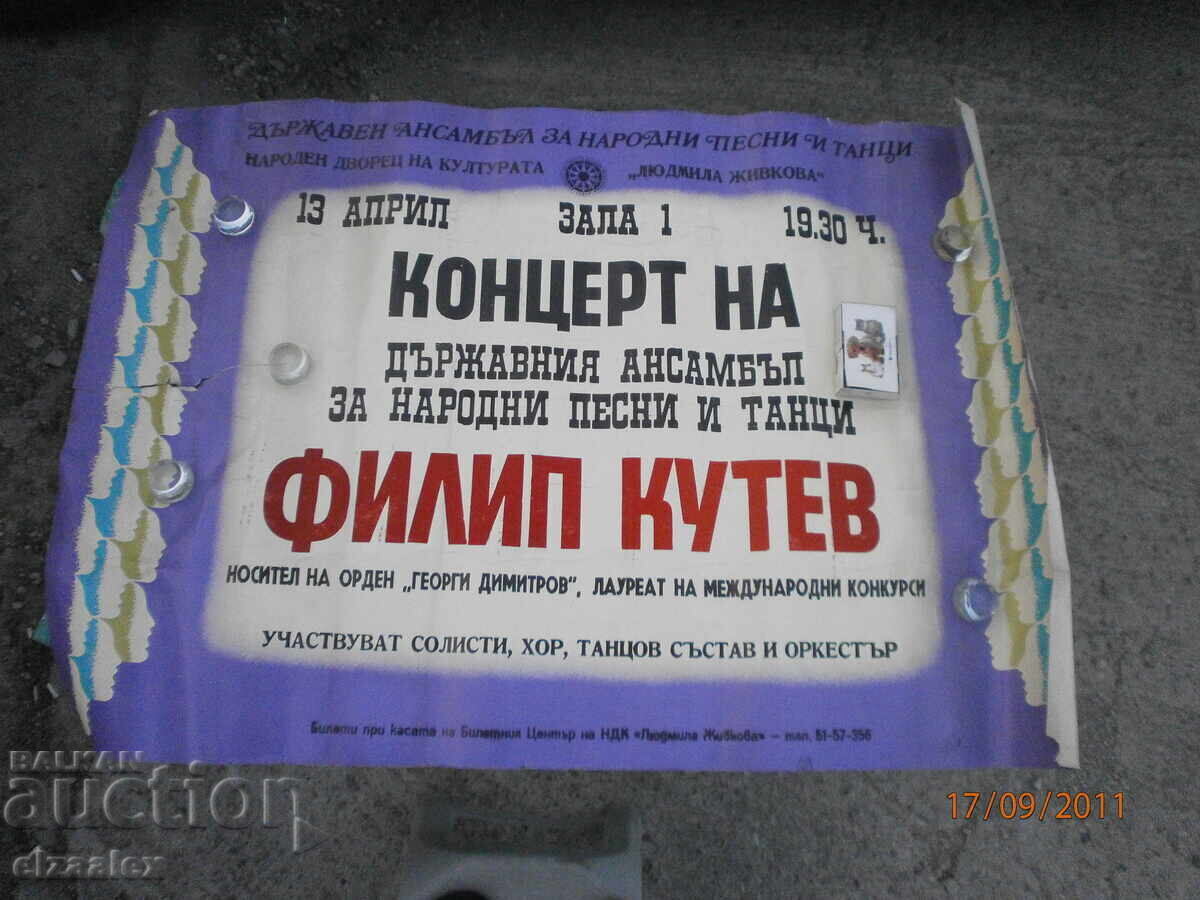 ДЪРЖАВЕН АНСАМБЪЛ ЗА НАРОДНИ ПЕСНИ И ТАНЦИ
НАРОДЕН ДВОРЕЦ НА КУЛТУРАТА "ЛЮДМИЛА ЖИВКОВА"
13 АПРИЛ ЗАЛА 1 19.30 Ч.
КОНЦЕРТ НА
ДЪРЖАВНИЯ АНСАМБЪЛ
ЗА НАРОДНИ ПЕСНИ И ТАНЦИ
ФИЛИП КУТЕВ
НОСИТЕЛ НА ОРДЕН „ГЕОРГИ ДИМИТРОВ", ЛАУРЕАТ НА МЕЖДУНАРОДНИ КОНКУРСИ
УЧАСТВУВАТ СОЛИСТИ, ХОР, ТАНЦОВ СЪСТАВ И ОРКЕСТЪР
Билети при касата на Билетния Център на НДК «Людмила Живкова» — тел. 51-57-356
BALKAN
auction
elzaalex
17/09/2011